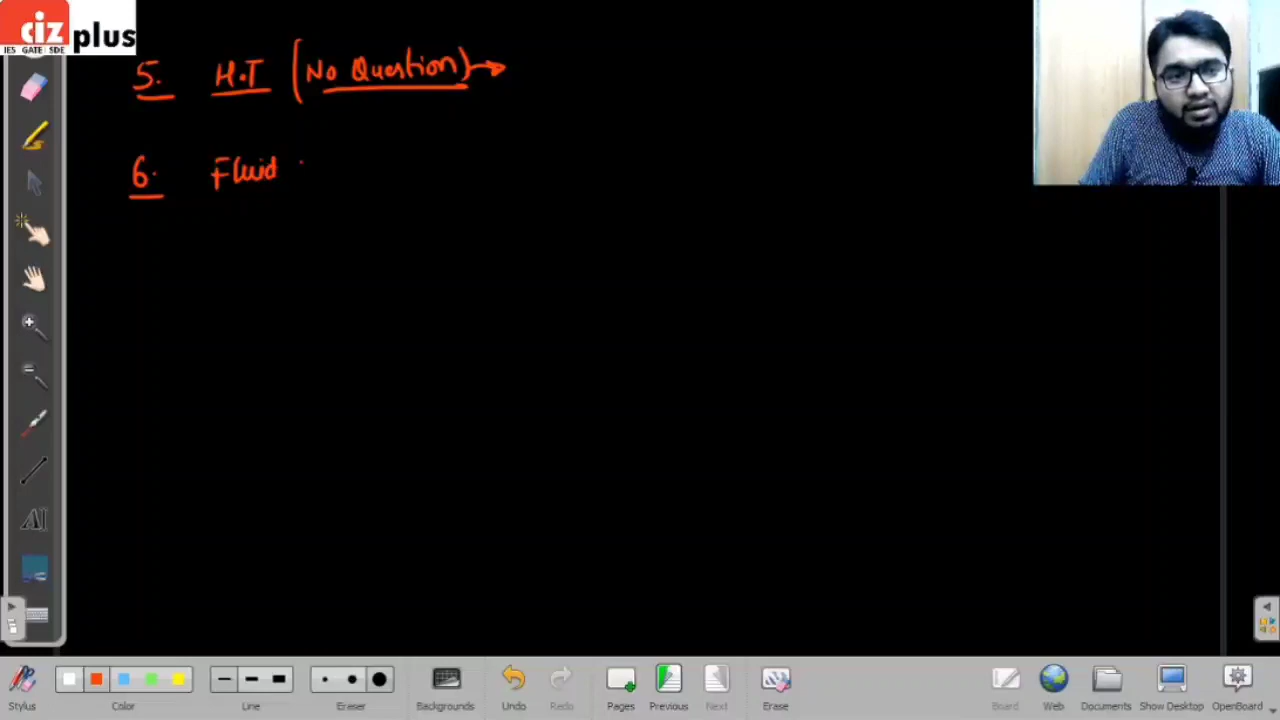 ciz plus
IES GATE SDE
5. H.T (No Question) →
6. Fluid
Stylus
Color
Line
Eraser
Backgrounds
Undo
Redo
Pages
Previous
Next
Erase
Board
Web
Documents
Show Desktop
OpenBoard